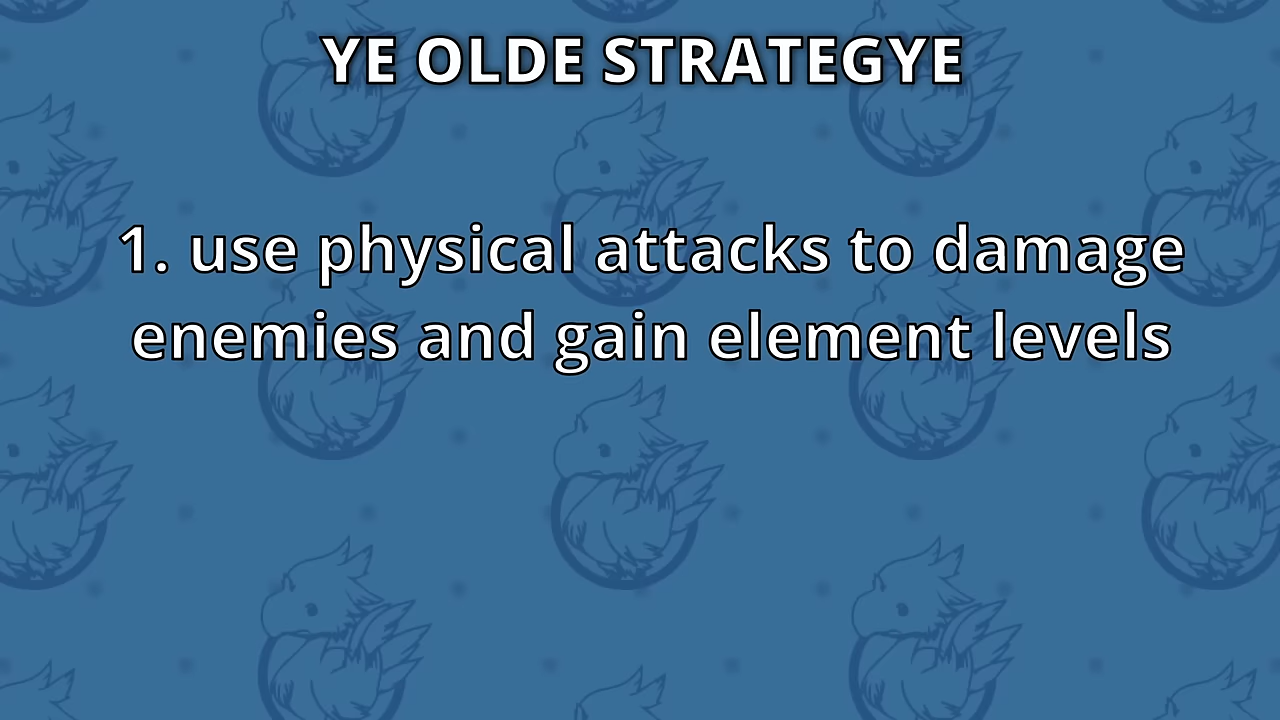 YE OLDE STRATEGYE
1. use physical attacks to damage
enemies and gain element levels